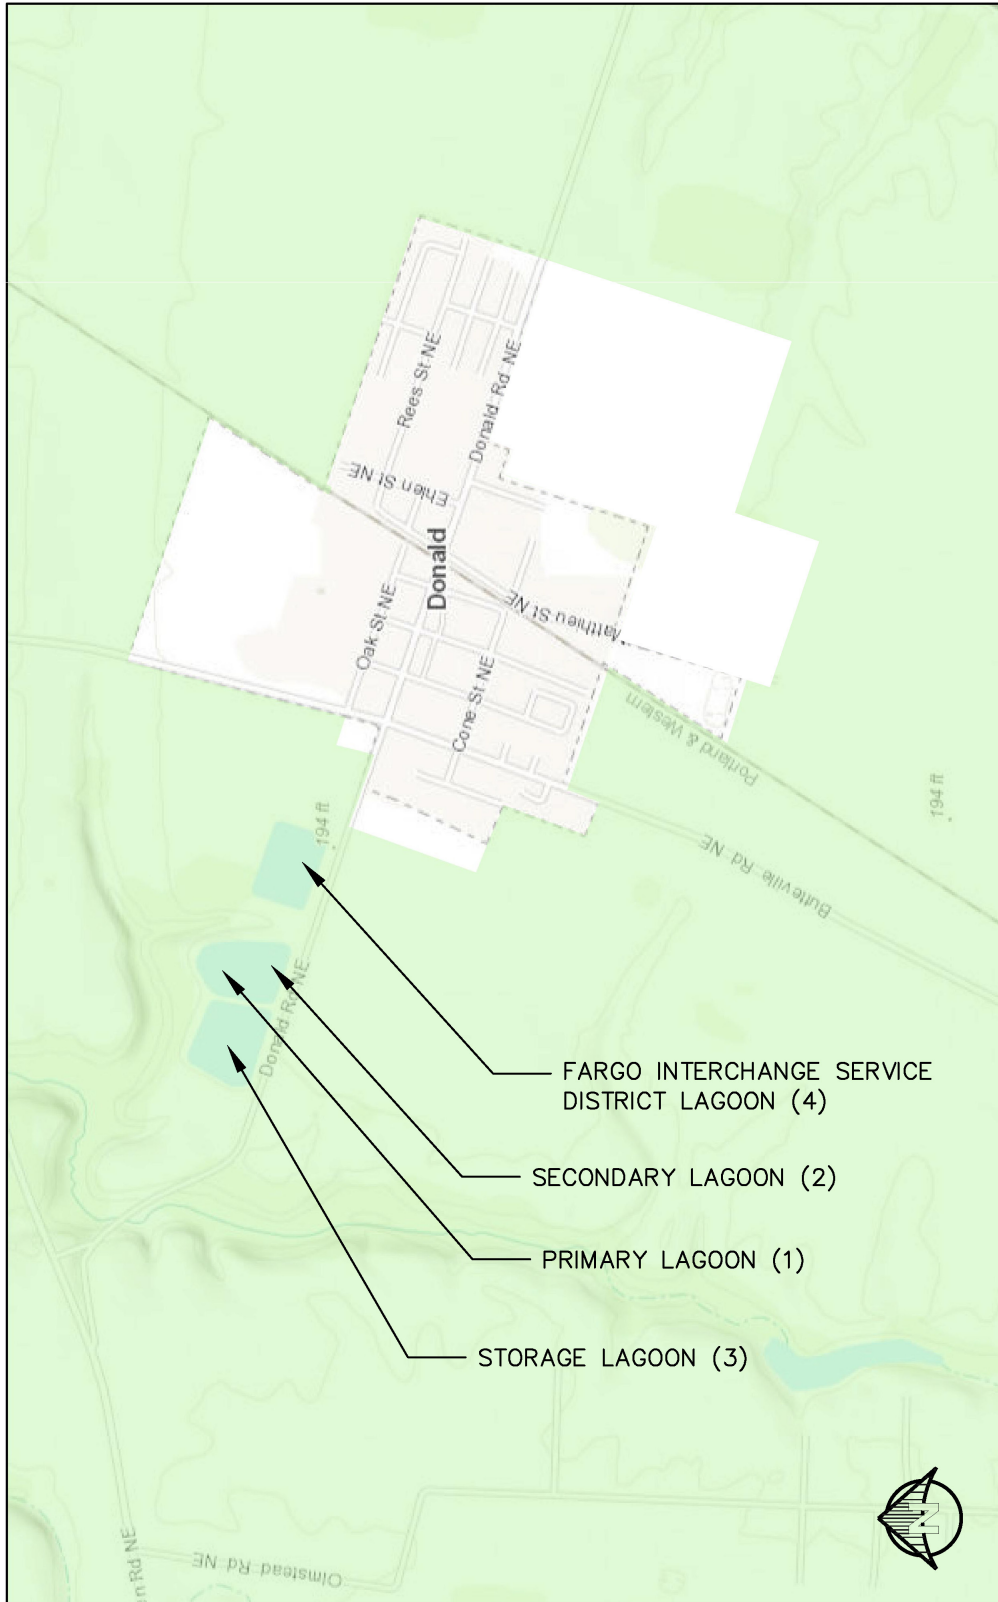 Rees St NE
Donald Rd NE
Ehlen St NE
Donald
Oak St NE
Matthieu St NE
Cone St NE
Portland & Western
194 ft
194 ft
Butteville Rd NE
Donald Rd NE
FARGO INTERCHANGE SERVICE
DISTRICT LAGOON (4)
SECONDARY LAGOON (2)
PRIMARY LAGOON (1)
STORAGE LAGOON (3)
N
Olmstead Rd NE
n Rd NE